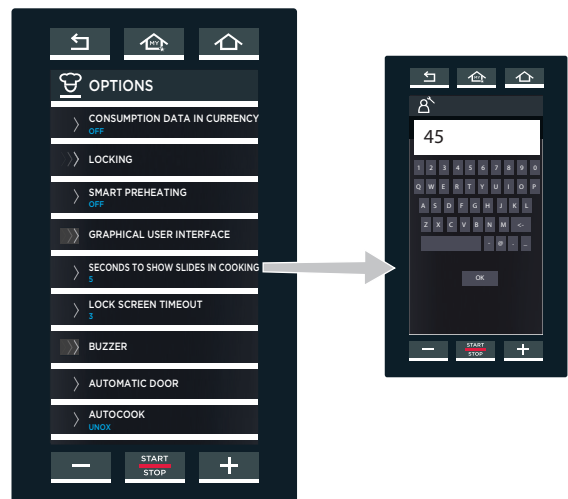 MY
OPTIONS
CONSUMPTION DATA IN CURRENCY
OFF
LOCKING
SMART PREHEATING
OFF
GRAPHICAL USER INTERFACE
SECONDS TO SHOW SLIDES IN COOKING
5
LOCK SCREEN TIMEOUT
3
BUZZER
AUTOMATIC DOOR
AUTOCOOK
UNOX
START
STOP
MY
45
1 2 3 4 5 6 7 8 9 0
Q W E R T Y U I O P
A S D F G H J K L
Z X C V B N M <-
- @ . _
OK
START
STOP